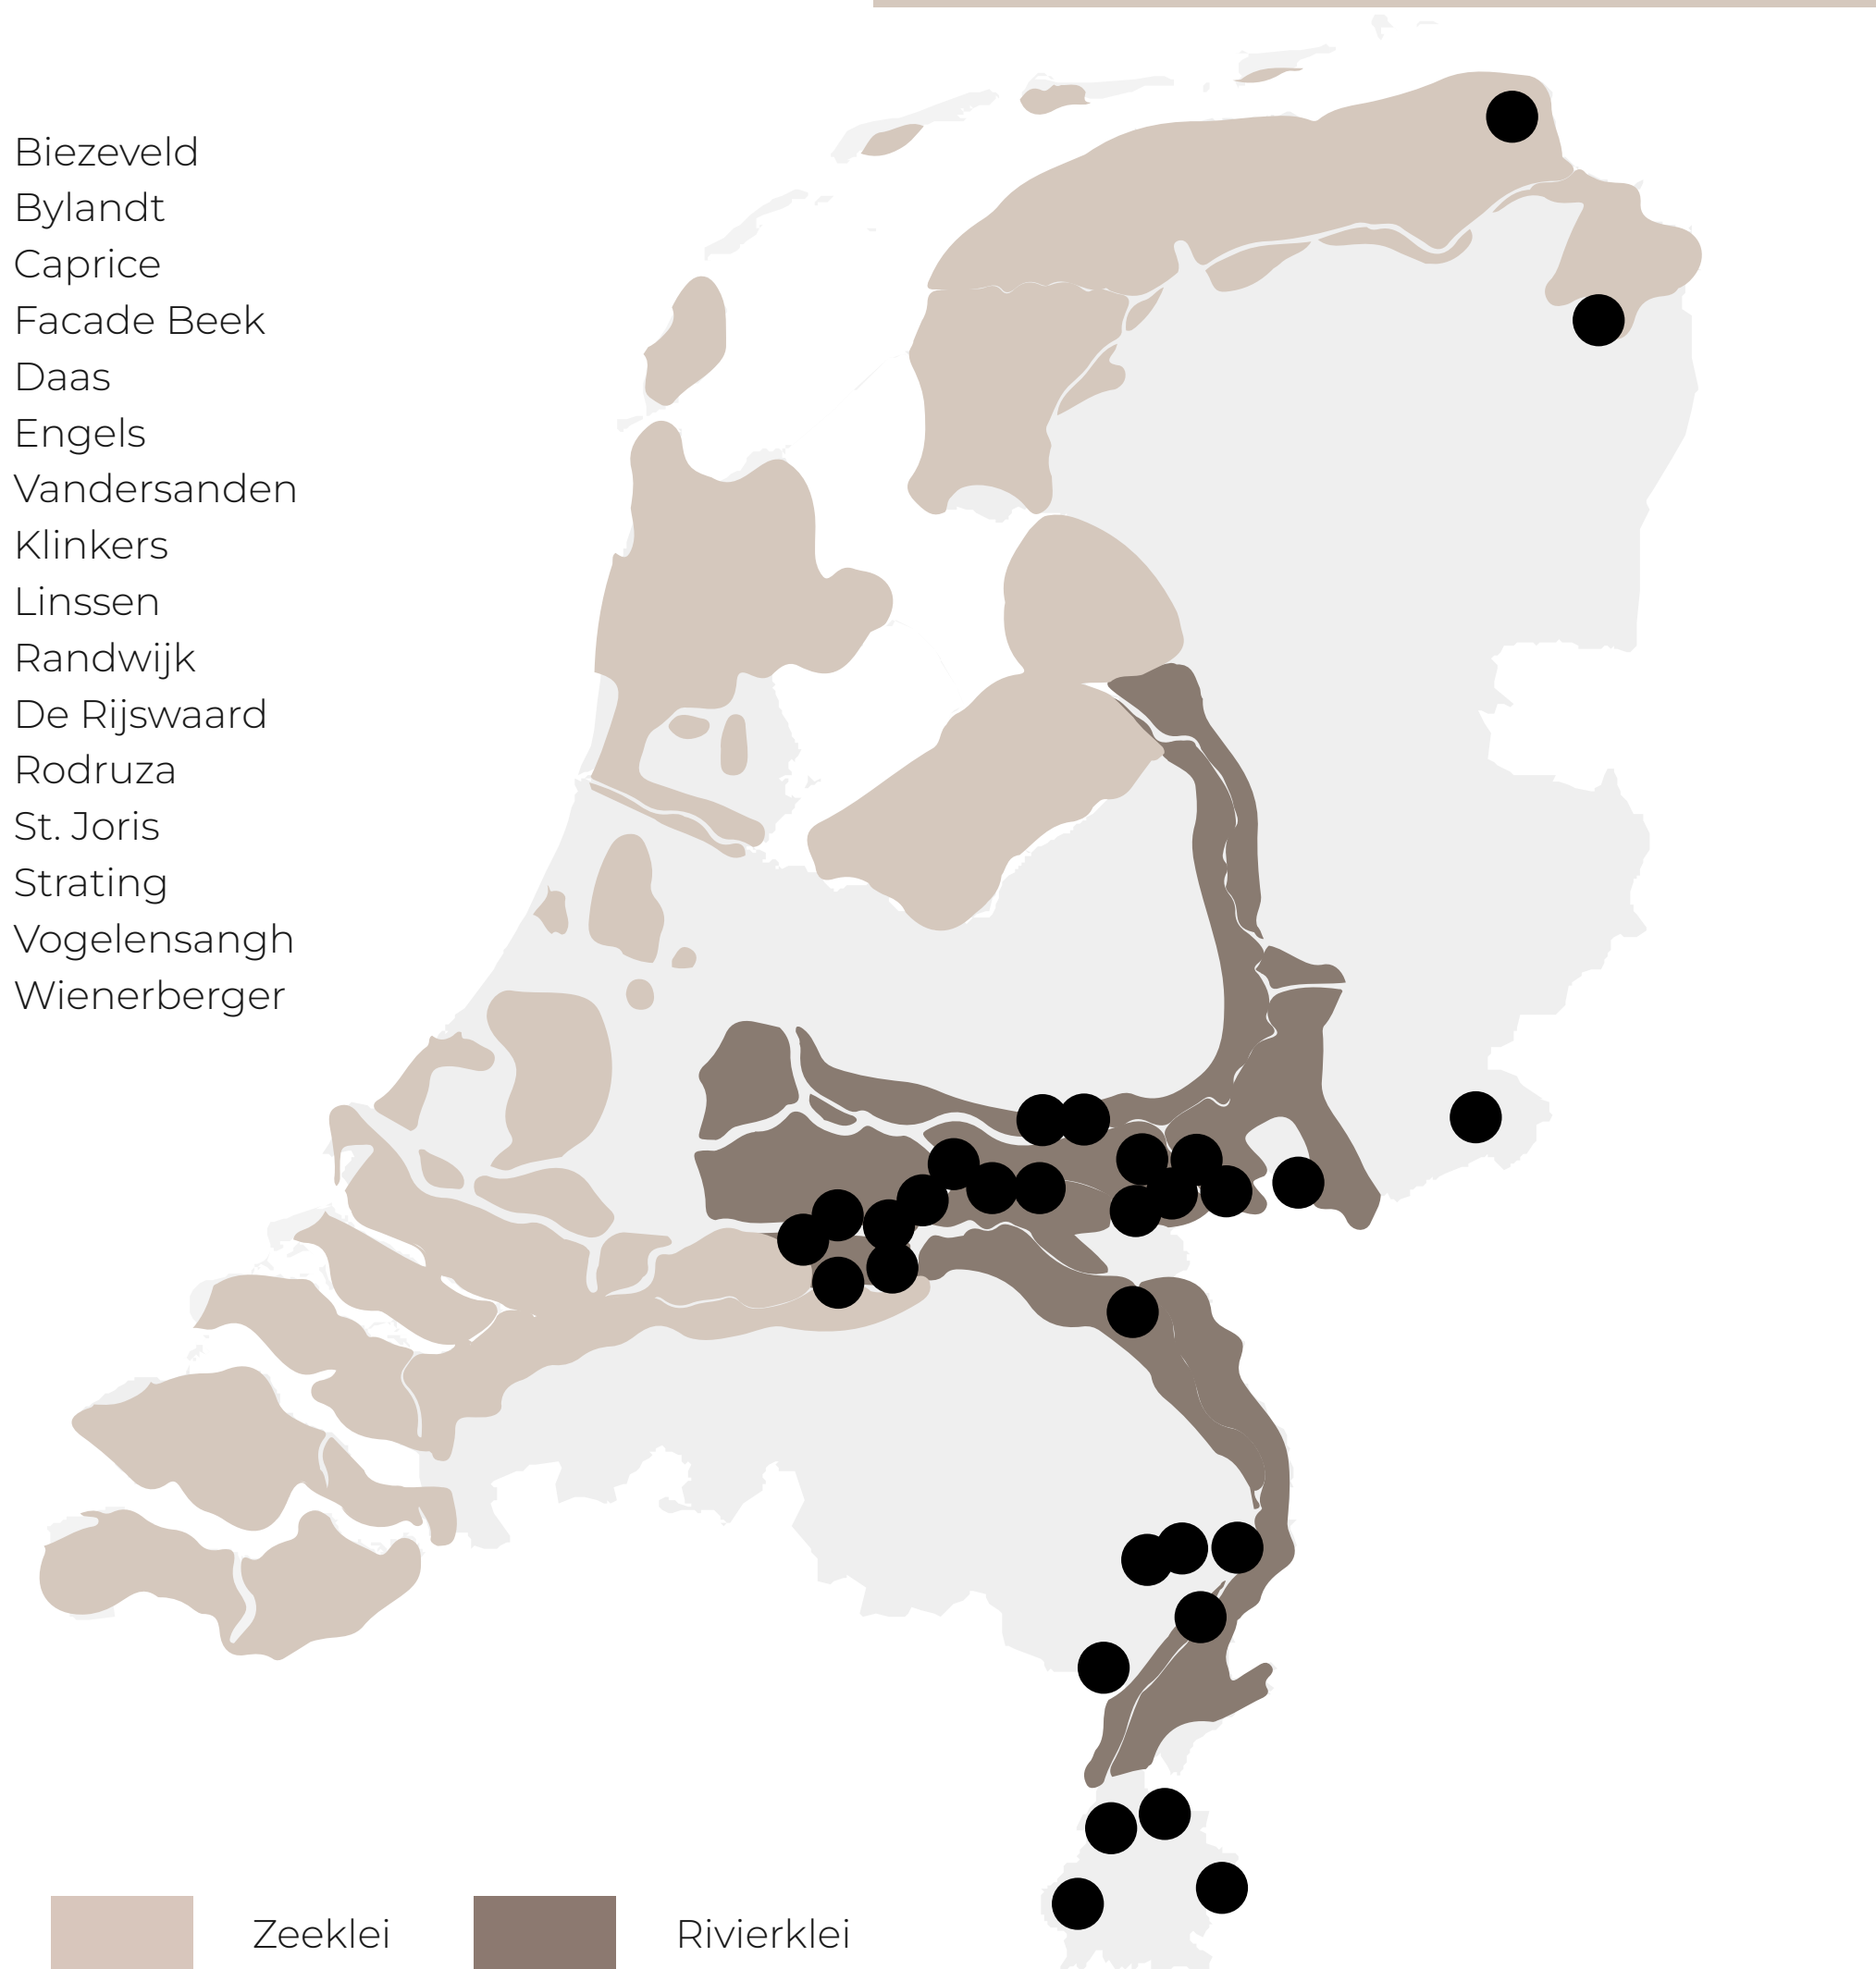 Biezeveld
Bylandt
Caprice
Facade Beek
Daas
Engels
Vandersanden
Klinkers
Linssen
Randwijk
De Rijswaard
Rodruza
St. Joris
Strating
Vogelensangh
Wienerberger
Zeeklei
Rivierklei